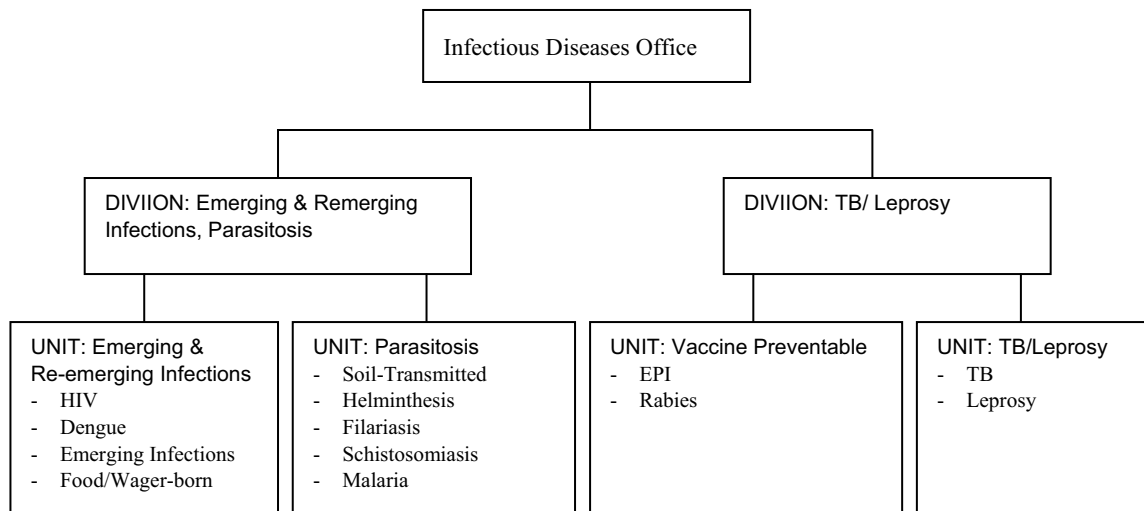 Infectious Diseases Office
DIVIION: Emerging & Remerging
Infections, Parasitosis
DIVIION: TB/ Leprosy
UNIT: Emerging &
Re-emerging Infections
- HIV
- Dengue
- Emerging Infections
- Food/Wager-born
UNIT: Parasitosis
- Soil-Transmitted
- Helminthesis
- Filariasis
- Schistosomiasis
- Malaria
UNIT: Vaccine Preventable
- EPI
- Rabies
UNIT: TB/Leprosy
- TB
- Leprosy